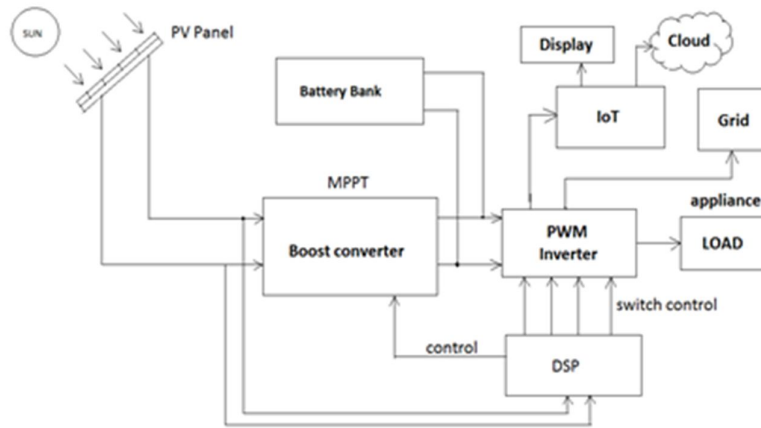 SUN
PV Panel
Display
Cloud
Battery Bank
IoT
Grid
MPPT
appliance
Boost converter
PWM
Inverter
LOAD
switch control
control
DSP